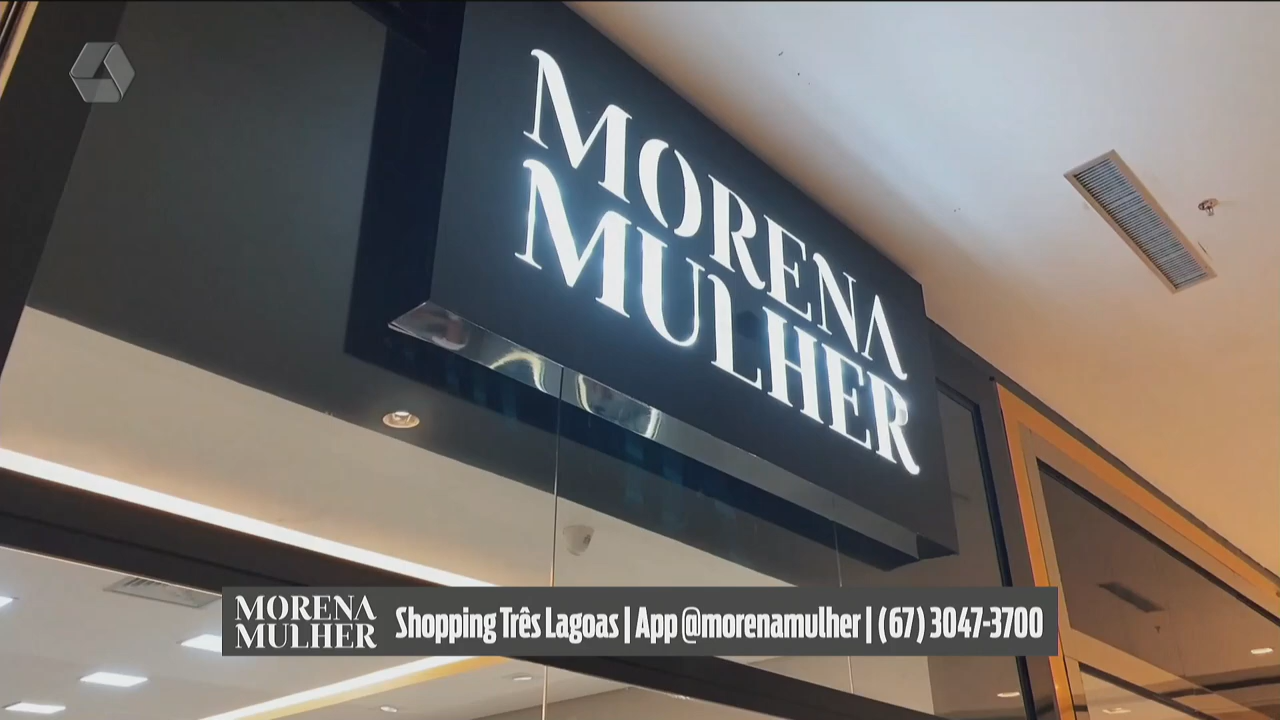 MORENA
MULHER
MORENA
MULHER
Shopping Três Lagoas | App @morenamulher | (67) 3047-3700